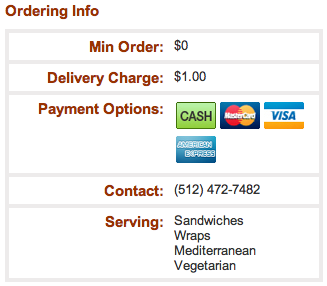 Ordering Info
Min Order: $0
Delivery Charge: $1.00
Payment Options: CASH MasterCard VISA
AMERICAN EXPRESS
Contact: (512) 472-7482
Serving: Sandwiches
Wraps
Mediterranean
Vegetarian